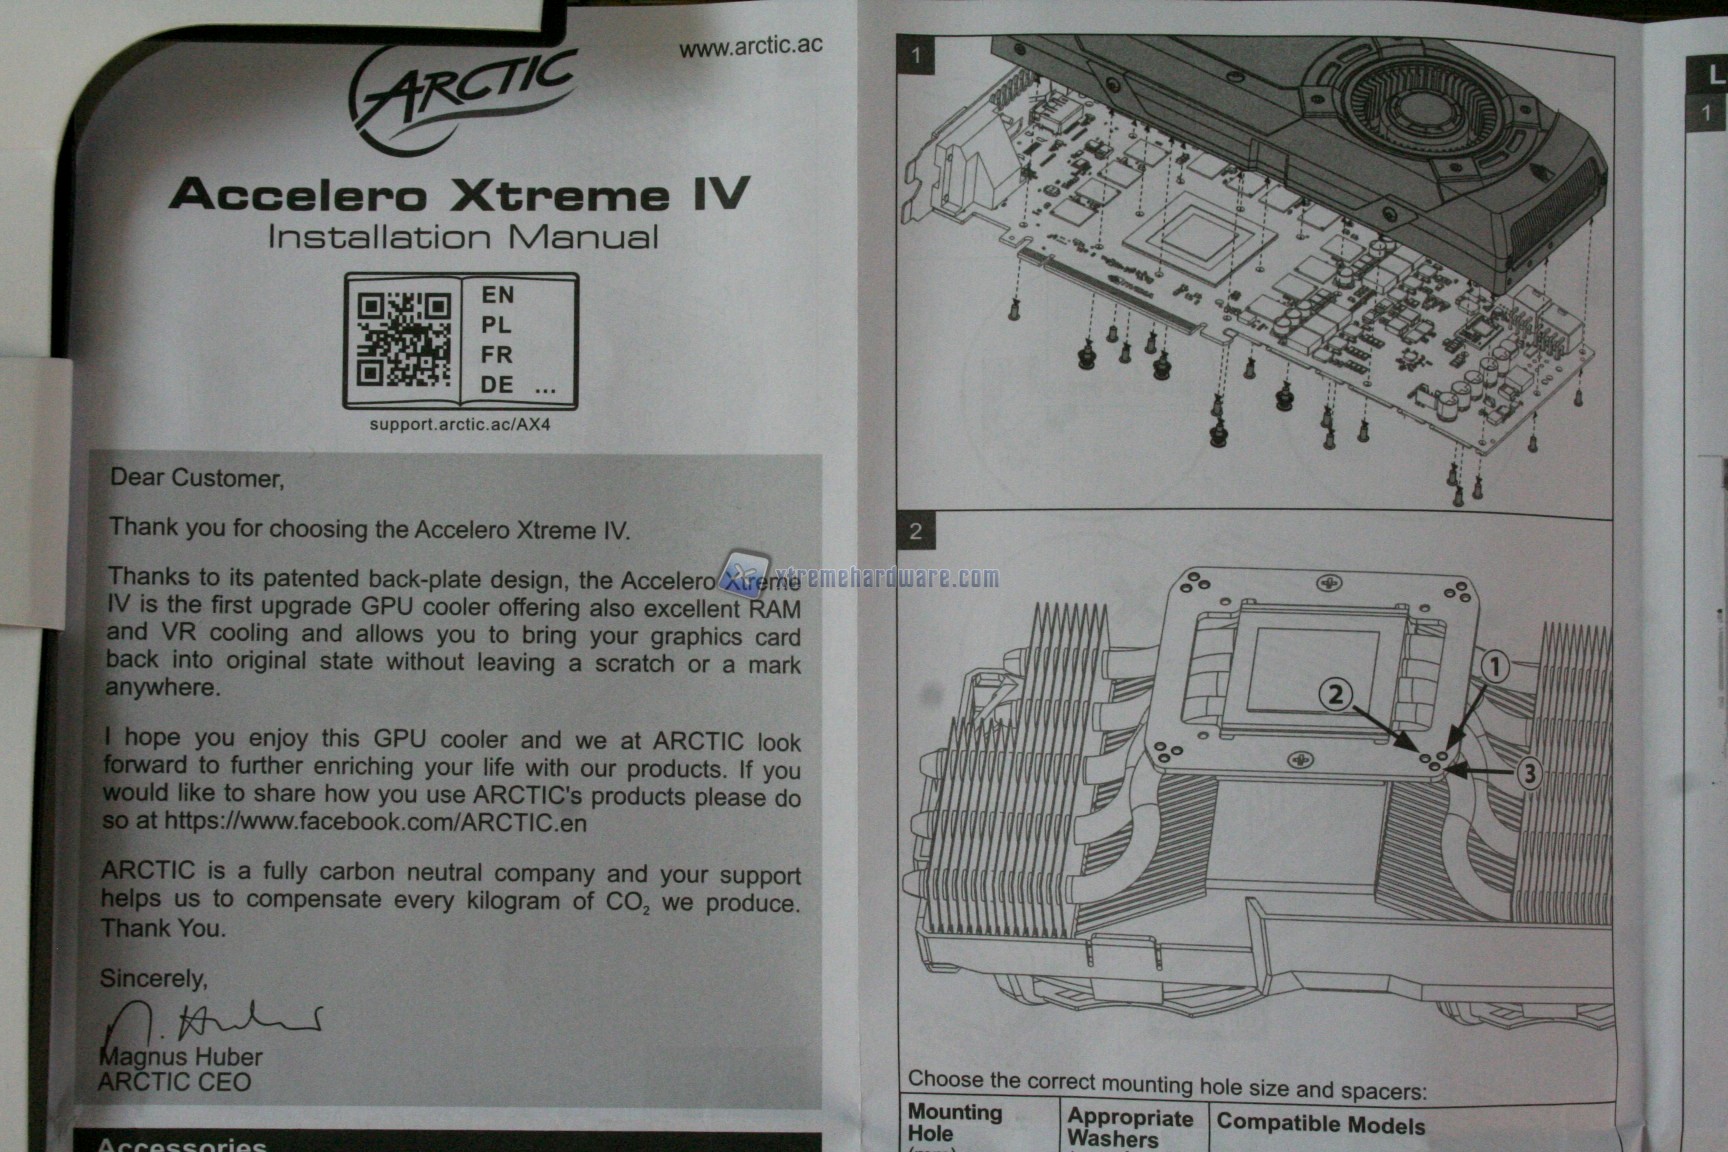 ARCTIC
www.arctic.ac
Accelero Xtreme IV
Installation Manual
EN
PL
FR
DE ...
support.arctic.ac/AX4
Dear Customer,
Thank you for choosing the Accelero Xtreme IV.
Thanks to its patented back-plate design, the Accelero Xtreme
IV is the first upgrade GPU cooler offering also excellent RAM
and VR cooling and allows you to bring your graphics card
back into original state without leaving a scratch or a mark
anywhere.
I hope you enjoy this GPU cooler and we at ARCTIC look
forward to further enriching your life with our products. If you
would like to share how you use ARCTIC's products please do
so at https://www.facebook.com/ARCTIC.en
ARCTIC is a fully carbon neutral company and your support
helps us to compensate every kilogram of CO₂ we produce.
Thank You.
Sincerely,
Magnus Huber
ARCTIC CEO
Accessories
xtremehardware.com
1
2
1
2
3
Choose the correct mounting hole size and spacers:
Mounting
Hole
Appropriate
Washers
Compatible Models
L
1